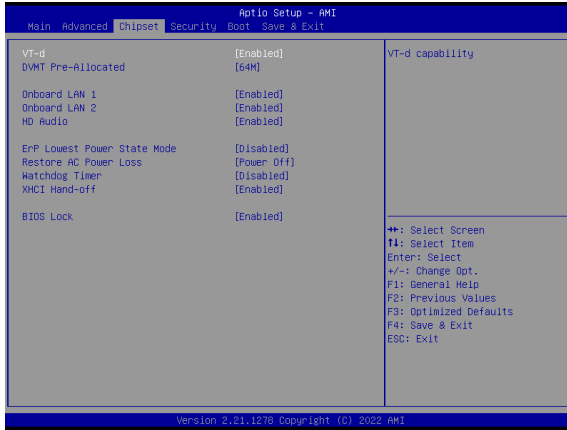 Aptio Setup - AMI
Main Advanced Chipset Security Boot Save & Exit
VT-d [Enabled] VT-d capability
DVMT Pre-Allocated [64M]
Onboard LAN 1 [Enabled]
Onboard LAN 2 [Enabled]
HD Audio [Enabled]
ErP Lowest Power State Mode [Disabled]
Restore AC Power Loss [Power Off]
Watchdog Timer [Disabled]
XHCI Hand-off [Enabled]
BIOS Lock [Enabled]
→←: Select Screen
↑↓: Select Item
Enter: Select
+/-: Change Opt.
F1: General Help
F2: Previous Values
F3: Optimized Defaults
F4: Save & Exit
ESC: Exit
Version 2.21.1278 Copyright (C) 2022 AMI